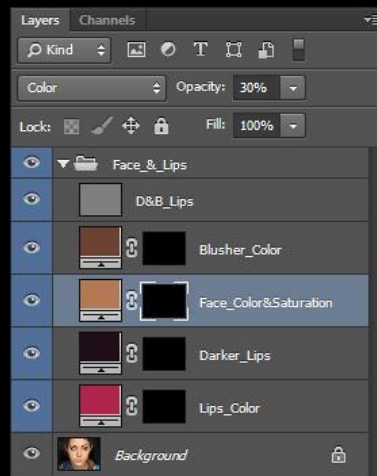 Layers Channels
Kind T
Color Opacity: 30%
Lock: Fill: 100%
Face_&_Lips
D&B_Lips
Blusher_Color
Face_Color&Saturation
Darker_Lips
Lips_Color
Background